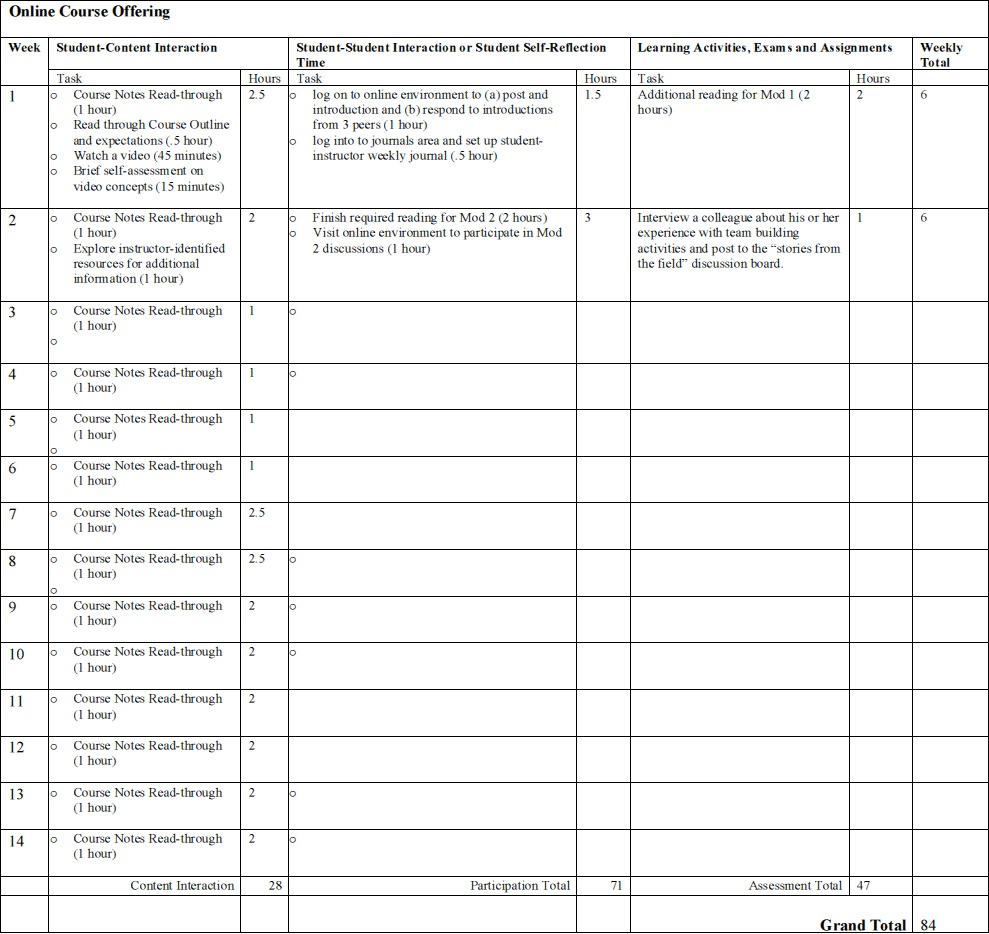 Online Course Offering
Week Student-Content Interaction Student-Student Interaction or Student Self-Reflection Time Learning Activities, Exams and Assignments Weekly Total
Task Hours Task Hours Task Hours
1
o Course Notes Read-through
(1 hour)
o Read through Course Outline
and expectations (.5 hour)
o Watch a video (45 minutes)
o Brief self-assessment on
video concepts (15 minutes)
2.5
o log on to online environment to (a) post and
introduction and (b) respond to introductions
from 3 peers (1 hour)
o log into to journals area and set up student-
instructor weekly journal (.5 hour)
1.5
Additional reading for Mod 1 (2
hours)
2
6
2
o Course Notes Read-through
(1 hour)
o Explore instructor-identified
resources for additional
information (1 hour)
2
o Finish required reading for Mod 2 (2 hours)
o Visit online environment to participate in Mod
2 discussions (1 hour)
3
Interview a colleague about his or her
experience with team building
activities and post to the “stories from
the field” discussion board.
1
6
3
o Course Notes Read-through
(1 hour)
o
1
o
4
o Course Notes Read-through
(1 hour)
1
o
5
o Course Notes Read-through
(1 hour)
o
1
6
o Course Notes Read-through
(1 hour)
1
7
o Course Notes Read-through
(1 hour)
2.5
8
o Course Notes Read-through
(1 hour)
o
2.5
o
9
o Course Notes Read-through
(1 hour)
2
o
10
o Course Notes Read-through
(1 hour)
2
o
11
o Course Notes Read-through
(1 hour)
2
12
o Course Notes Read-through
(1 hour)
2
13
o Course Notes Read-through
(1 hour)
2
o
14
o Course Notes Read-through
(1 hour)
2
o
Content Interaction 28 Participation Total 71 Assessment Total 47
Grand Total 84